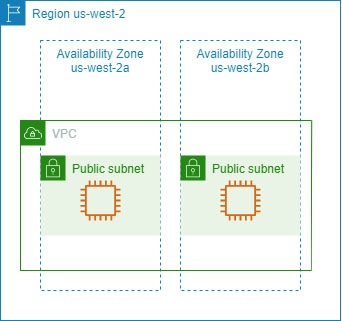 Region us-west-2
Availability Zone
us-west-2a
Availability Zone
us-west-2b
VPC
Public subnet
Public subnet